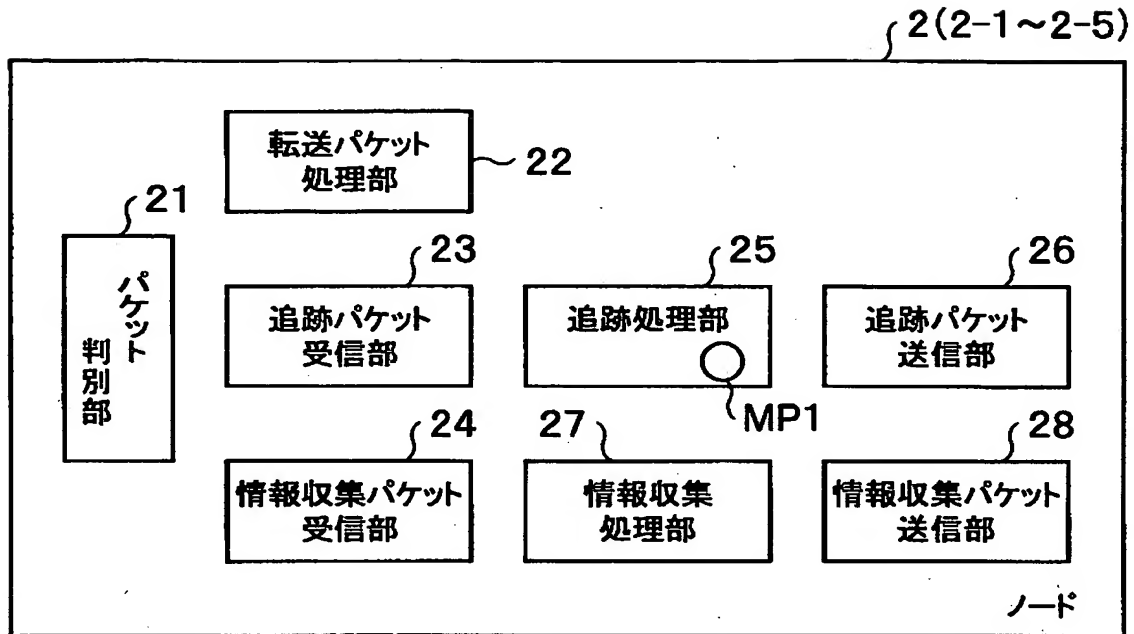 2(2-1～2-5)
転送パケット
処理部
22
21
パケット
判別部
23
追跡パケット
受信部
25
追跡処理部
MP1
26
追跡パケット
送信部
24
情報収集パケット
受信部
27
情報収集
処理部
28
情報収集パケット
送信部
ノード